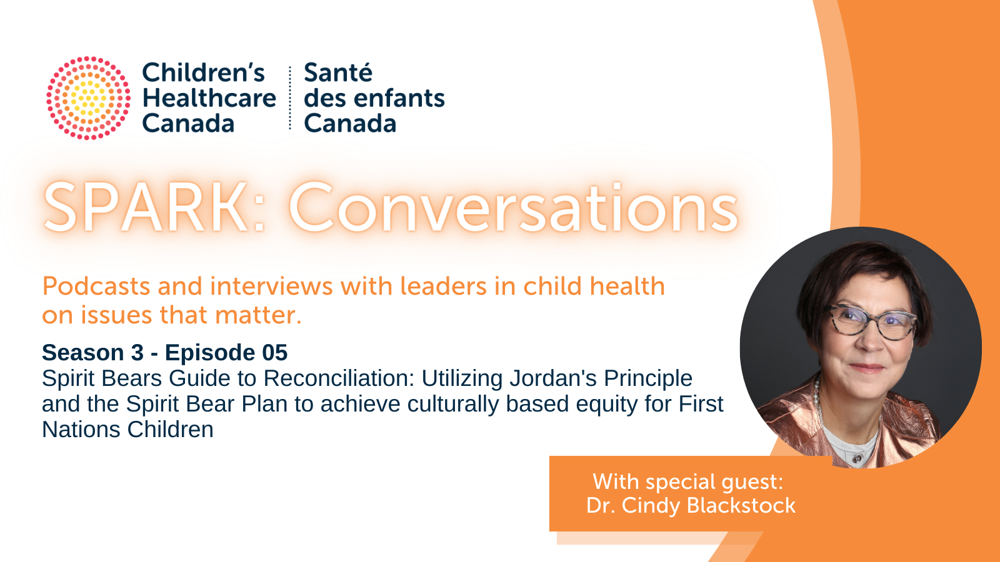 Children’s
Healthcare
Canada
Santé
des enfants
Canada
SPARK: Conversations
Podcasts and interviews with leaders in child health
on issues that matter.
Season 3 - Episode 05
Spirit Bears Guide to Reconciliation: Utilizing Jordan's Principle
and the Spirit Bear Plan to achieve culturally based equity for First
Nations Children
With special guest:
Dr. Cindy Blackstock